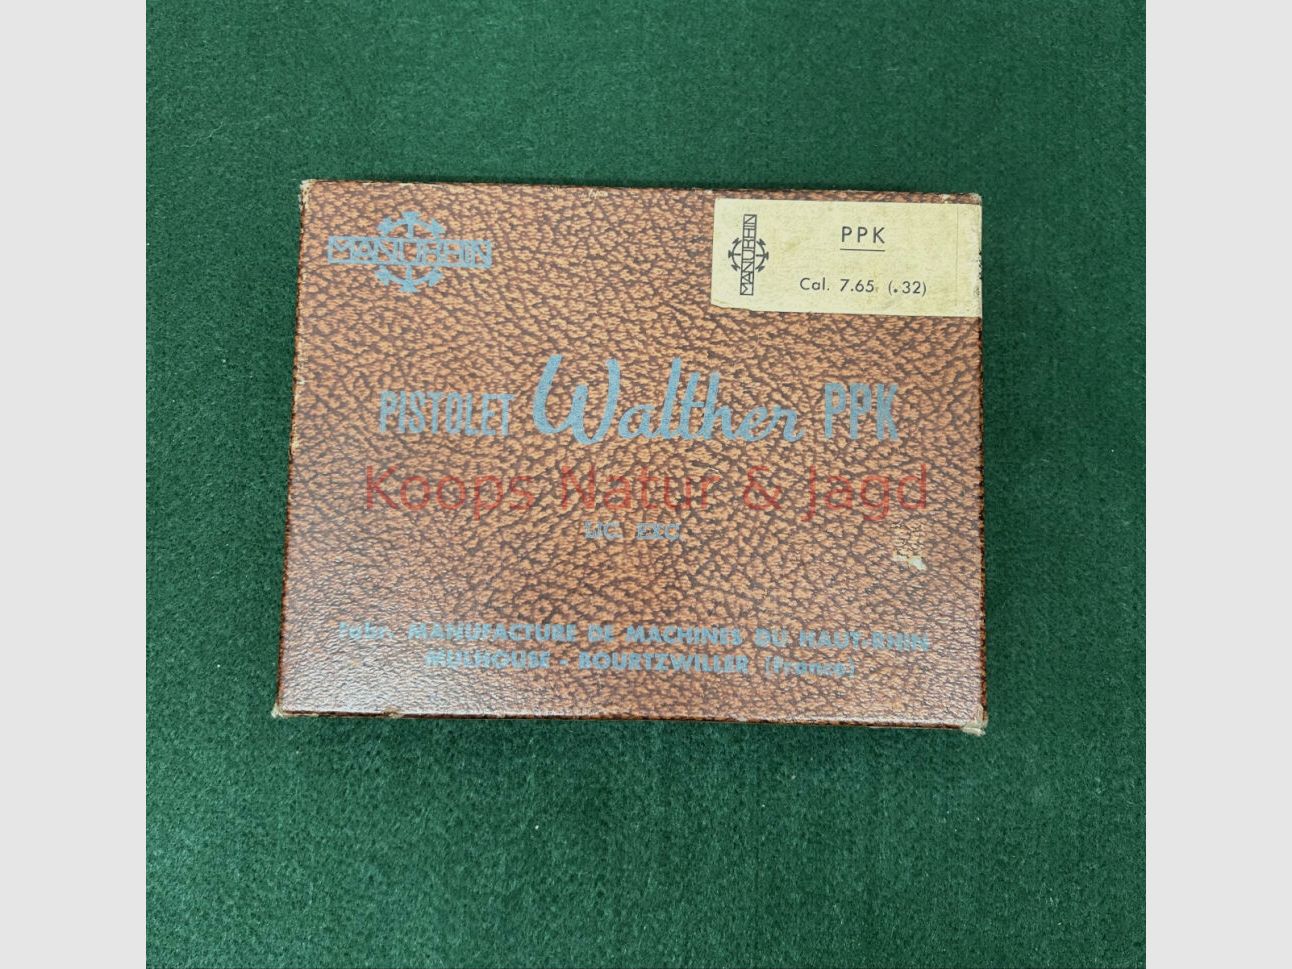 MANURHIN
PPK
MANURHIN
Cal. 7.65 (.32)
PISTOLET Walther PPK
Koops Natur & Jagd
LIC. EXC.
Fabr. MANUFACTURE DE MACHINES DU HAUT-RHIN
MULHOUSE - BOURTZWILLER (France)